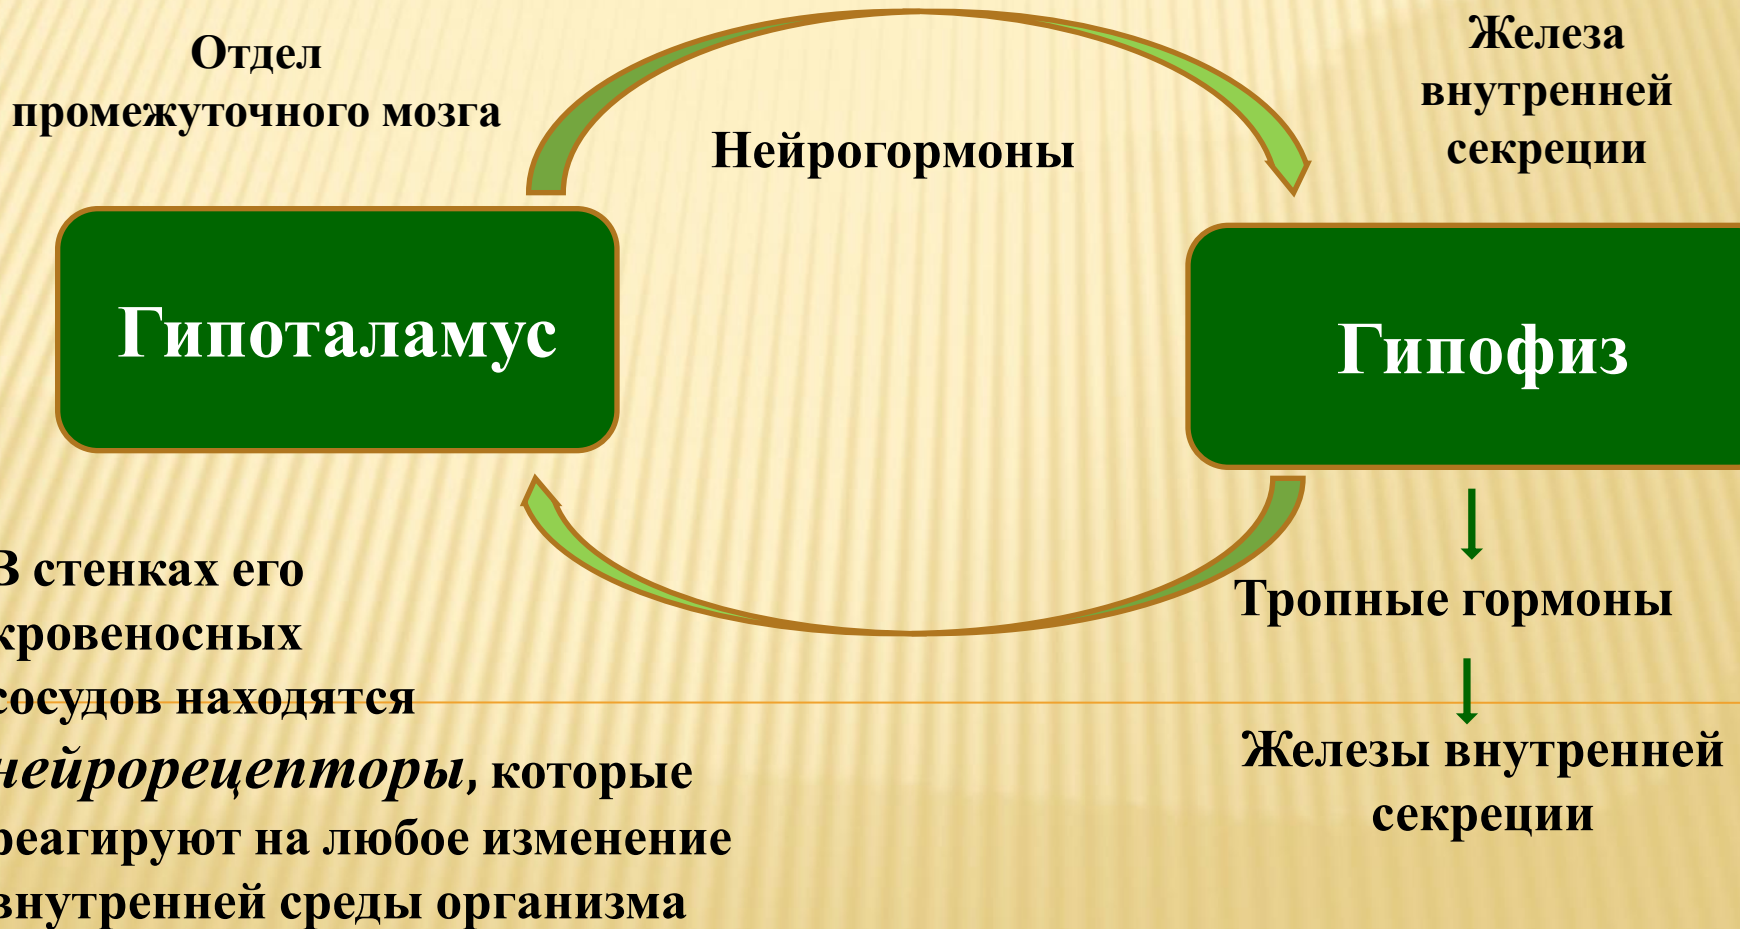 Отдел
промежуточного мозга
Нейрогормоны
Железа
внутренней
секреции
Гипоталамус
Гипофиз
В стенках его
кровеносных
сосудов находятся
нейрорецепторы, которые
реагируют на любое изменение
внутренней среды организма
Тропные гормоны
Железы внутренней
секреции